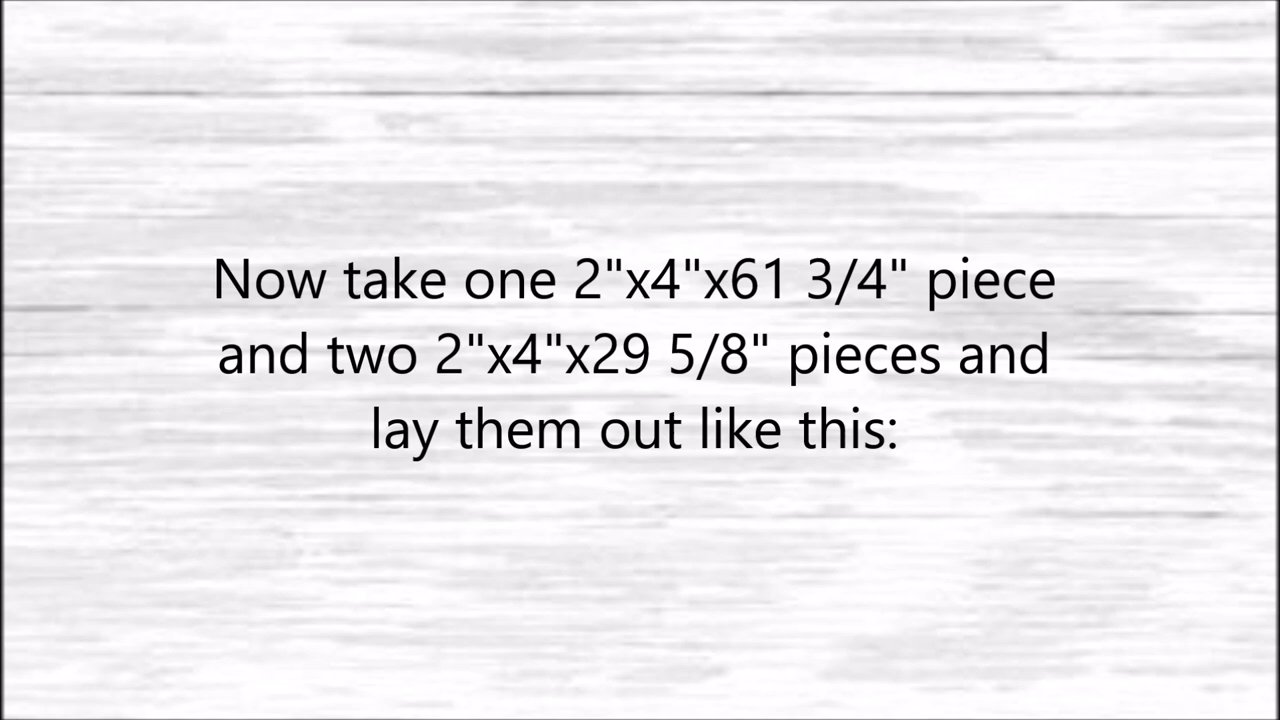 Now take one 2"x4"x61 3/4" piece
and two 2"x4"x29 5/8" pieces and
lay them out like this: